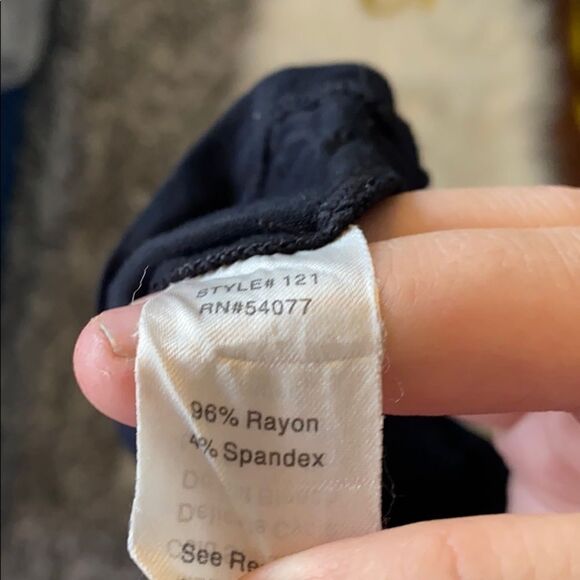 STYLE# 121
RN#54077
96% Rayon
4% Spandex
See Re